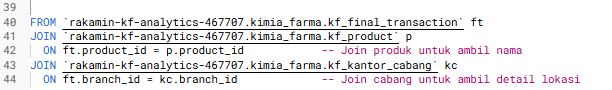 39
40 FROM `rakamin-kf-analytics-467707.kimia_farma.kf_final_transaction` ft
41 JOIN `rakamin-kf-analytics-467707.kimia_farma.kf_product` p
42 ON ft.product_id = p.product_id -- Join produk untuk ambil nama
43 JOIN `rakamin-kf-analytics-467707.kimia_farma.kf_kantor_cabang` kc
44 ON ft.branch_id = kc.branch_id -- Join cabang untuk ambil detail lokasi